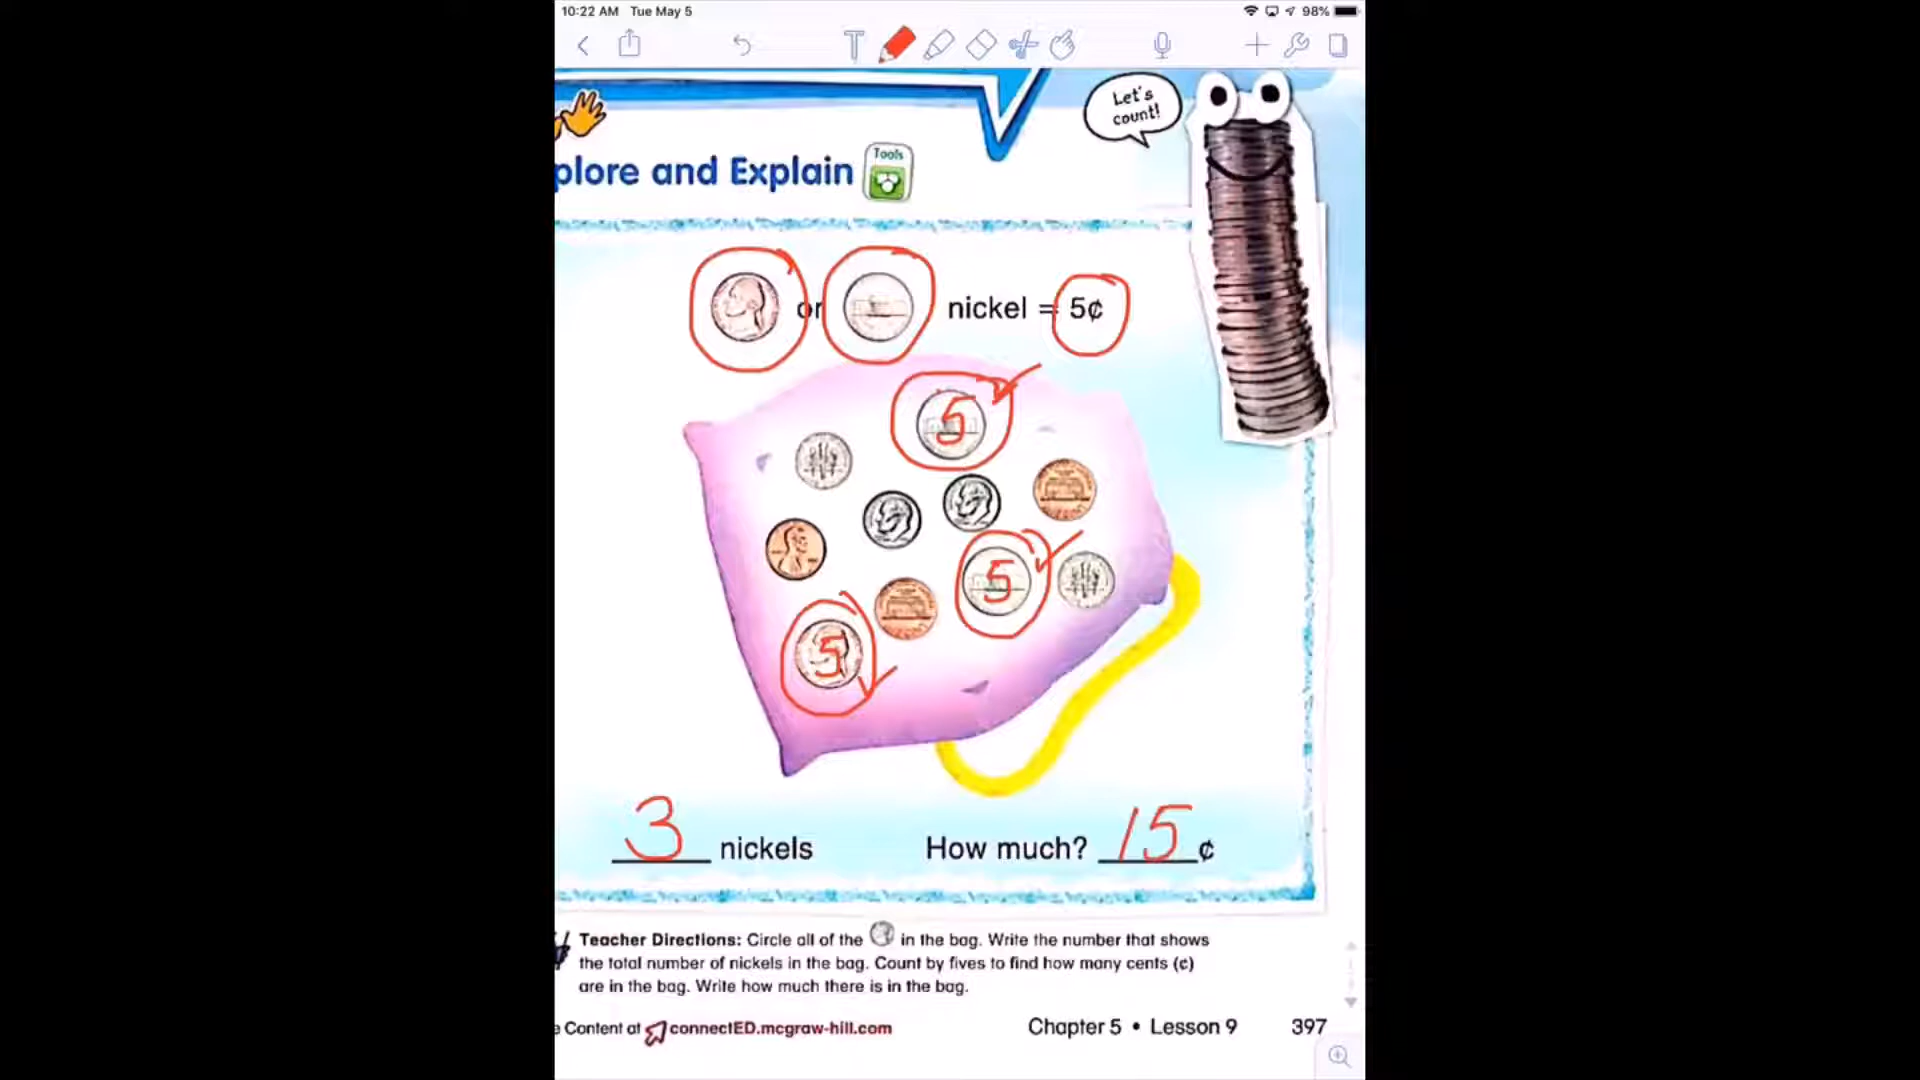 10:22 AM Tue May 5
98%
Let's
count!
plore and Explain
Tools
or
nickel = 5¢
5
5
5
3 nickels
How much? 15 ¢
Teacher Directions: Circle all of the in the bag. Write the number that shows
the total number of nickels in the bag. Count by fives to find how many cents (¢)
are in the bag. Write how much there is in the bag.
e Content at connectED.mcgraw-hill.com
Chapter 5 • Lesson 9 397